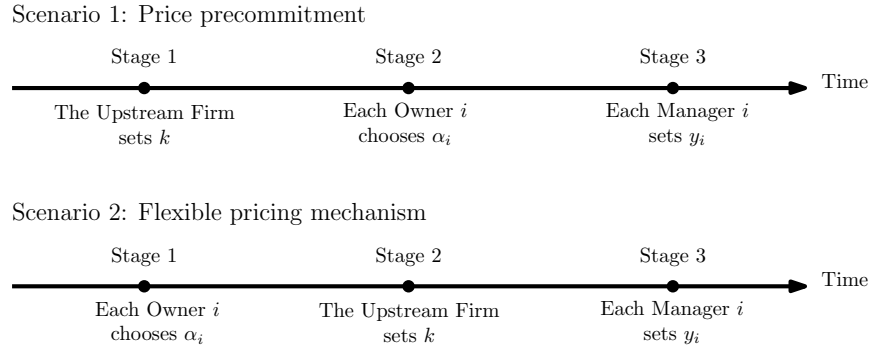 Scenario 1: Price precommitment
Stage 1 Stage 2 Stage 3
Time
The Upstream Firm Each Owner i Each Manager i
sets k chooses αᵢ sets yᵢ
Scenario 2: Flexible pricing mechanism
Stage 1 Stage 2 Stage 3
Time
Each Owner i The Upstream Firm Each Manager i
chooses αᵢ sets k sets yᵢ